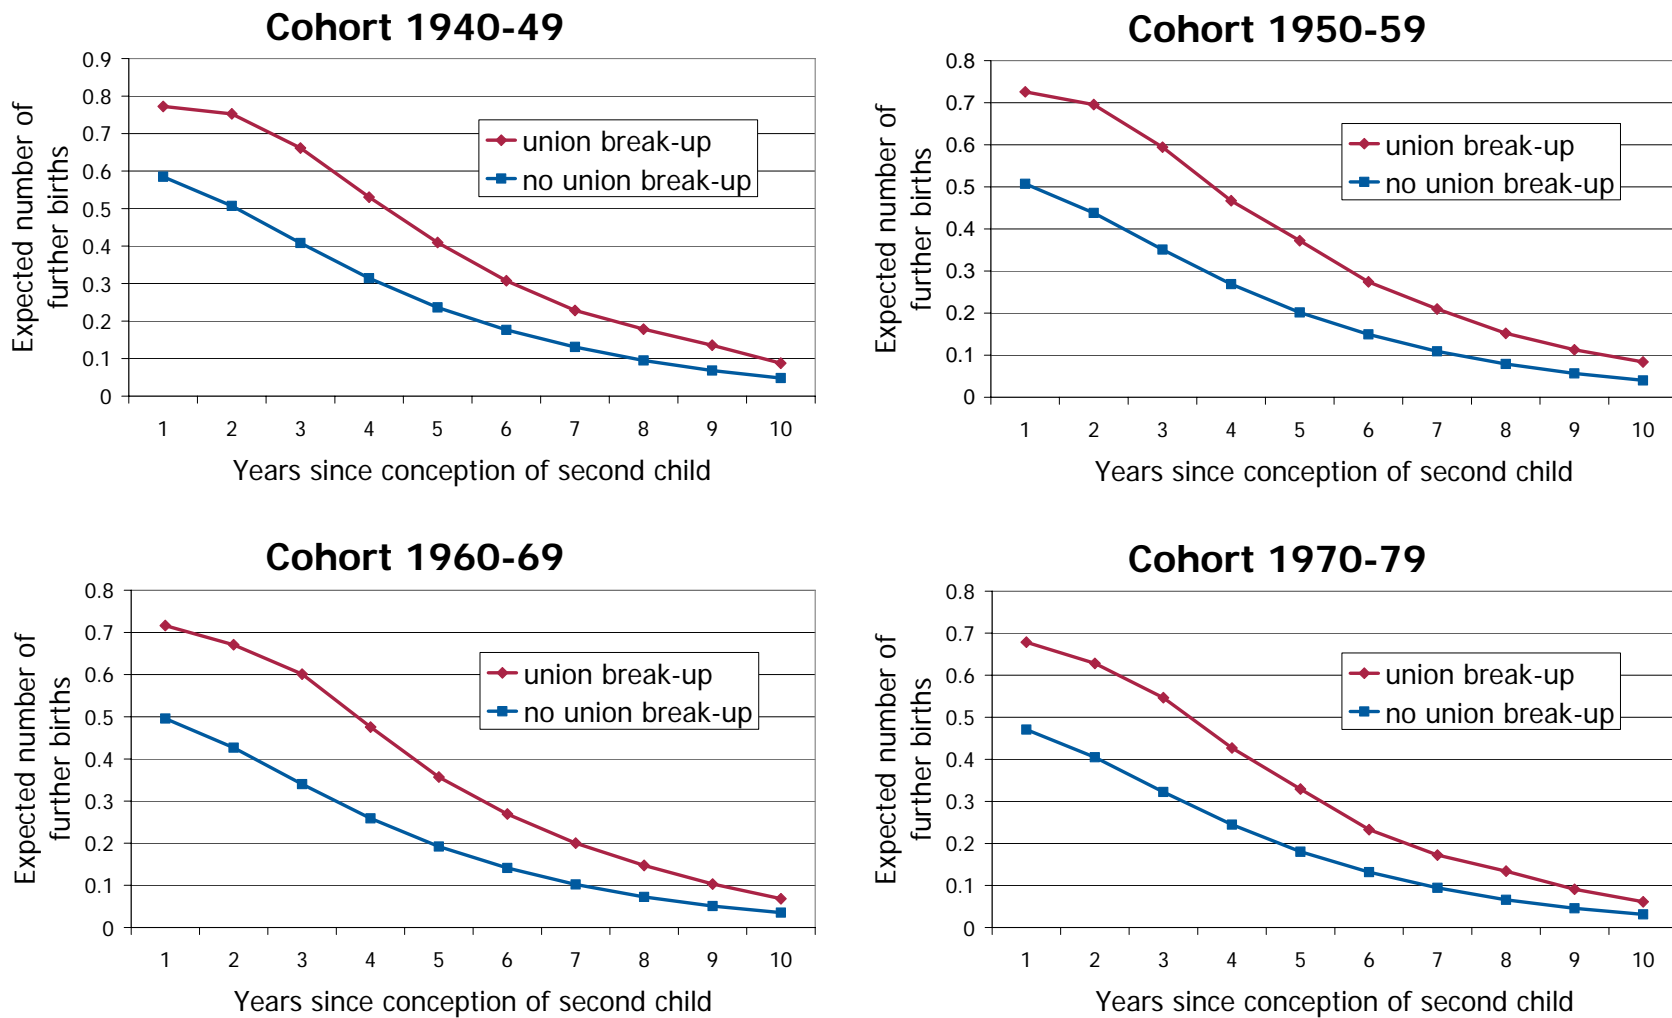 Cohort 1940-49
Expected number of
further births
0.9
0.8
0.7
0.6
0.5
0.4
0.3
0.2
0.1
0
union break-up
no union break-up
1 2 3 4 5 6 7 8 9 10
Years since conception of second child
Cohort 1950-59
Expected number of
further births
0.8
0.7
0.6
0.5
0.4
0.3
0.2
0.1
0
union break-up
no union break-up
1 2 3 4 5 6 7 8 9 10
Years since conception of second child
Cohort 1960-69
Expected number of
further births
0.8
0.7
0.6
0.5
0.4
0.3
0.2
0.1
0
union break-up
no union break-up
1 2 3 4 5 6 7 8 9 10
Years since conception of second child
Cohort 1970-79
Expected number of
further births
0.8
0.7
0.6
0.5
0.4
0.3
0.2
0.1
0
union break-up
no union break-up
1 2 3 4 5 6 7 8 9 10
Years since conception of second child